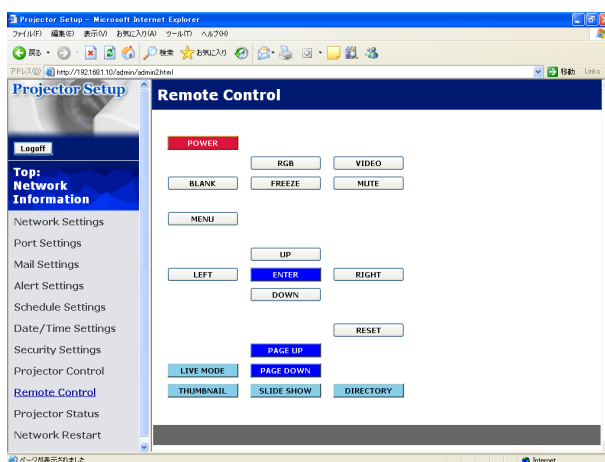 Projector Setup - Microsoft Internet Explorer
ファイル(F) 編集(E) 表示(V) お気に入り(A) ツール(T) ヘルプ(H)
戻る 検索 お気に入り
アドレス(D) http://192.168.1.10/admin/admin2.html 移動 Links
Projector Setup
Remote Control
Logoff
Top:
Network
Information
Network Settings
Port Settings
Mail Settings
Alert Settings
Schedule Settings
Date/Time Settings
Security Settings
Projector Control
Remote Control
Projector Status
Network Restart
POWER
RGB VIDEO
BLANK FREEZE MUTE
MENU
UP
LEFT ENTER RIGHT
DOWN
RESET
PAGE UP
LIVE MODE PAGE DOWN
THUMBNAIL SLIDE SHOW DIRECTORY
ページが表示されました Internet